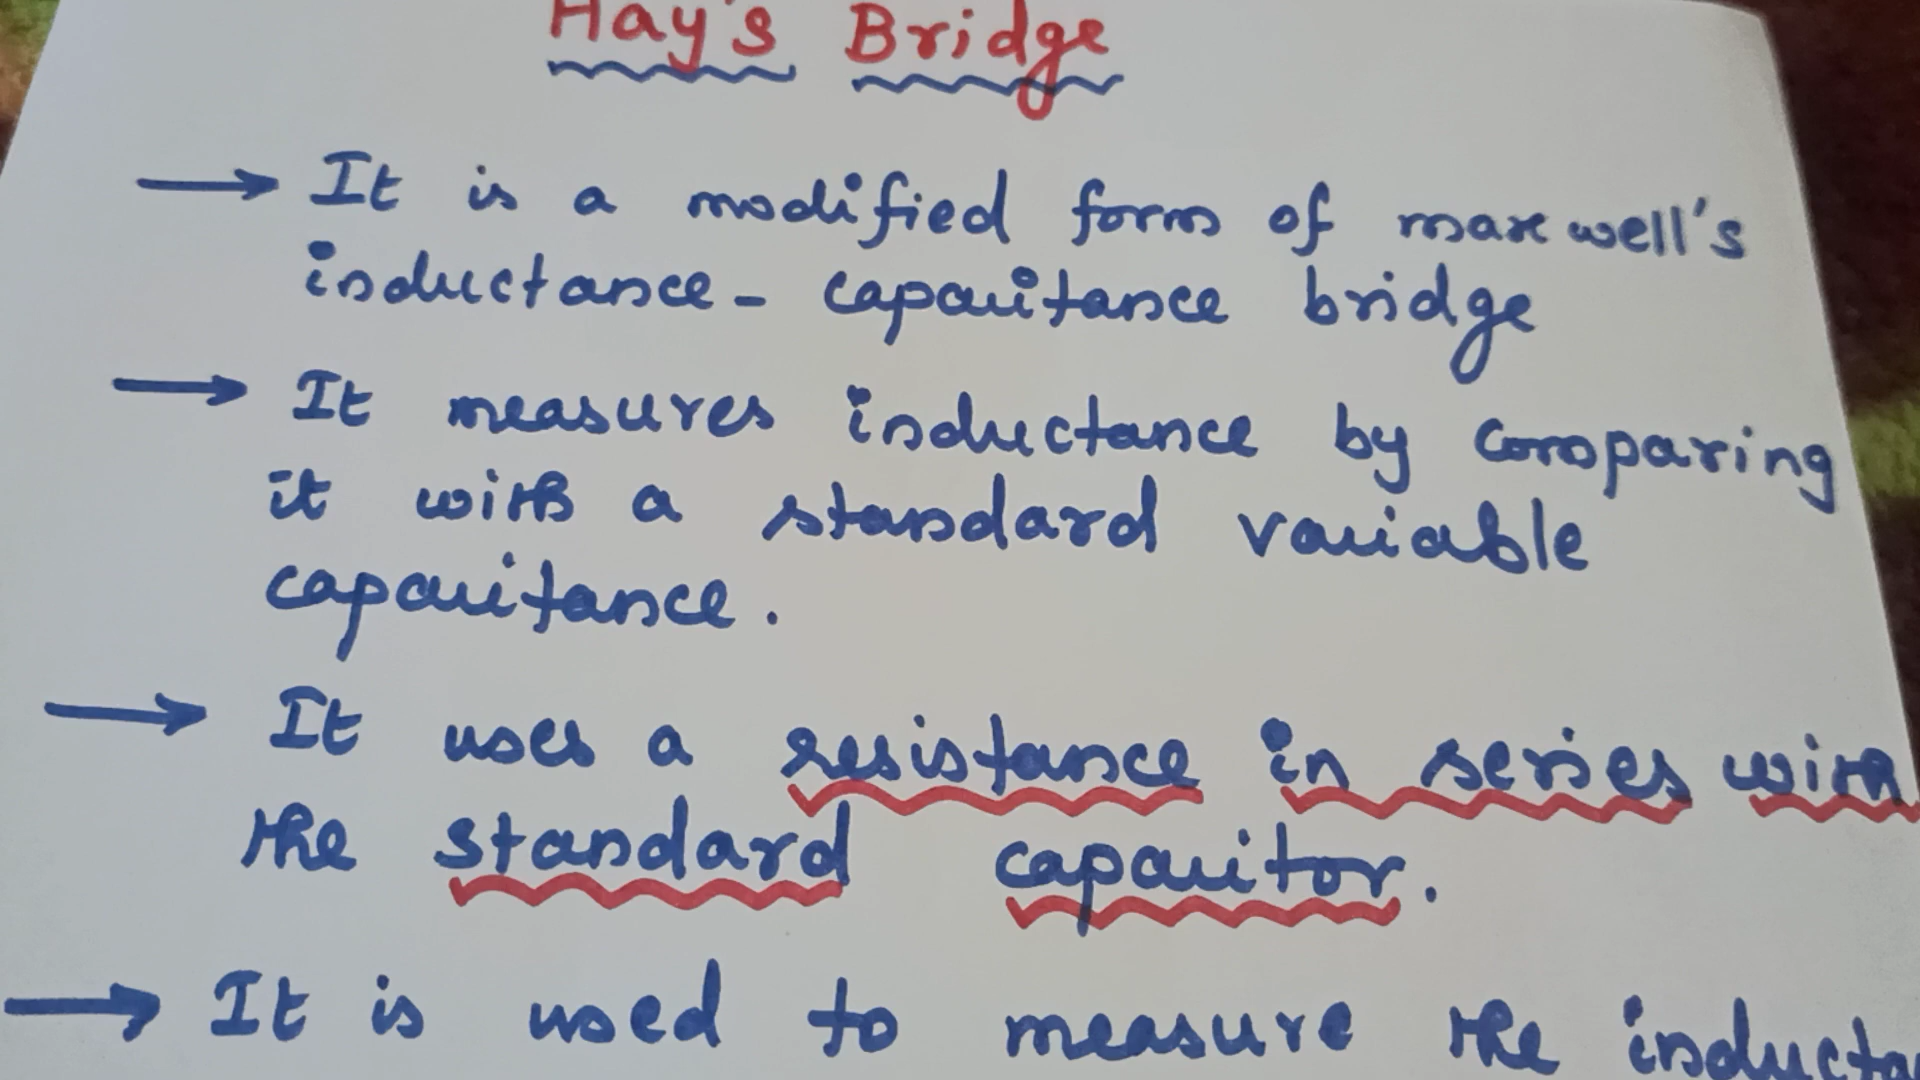 Hay's Bridge
→ It is a modified form of maxwell's
inductance - capacitance bridge
→ It measures inductance by comparing
it with a standard variable
capacitance.
→ It uses a resistance in series with
the standard capacitor.
→ It is used to measure the